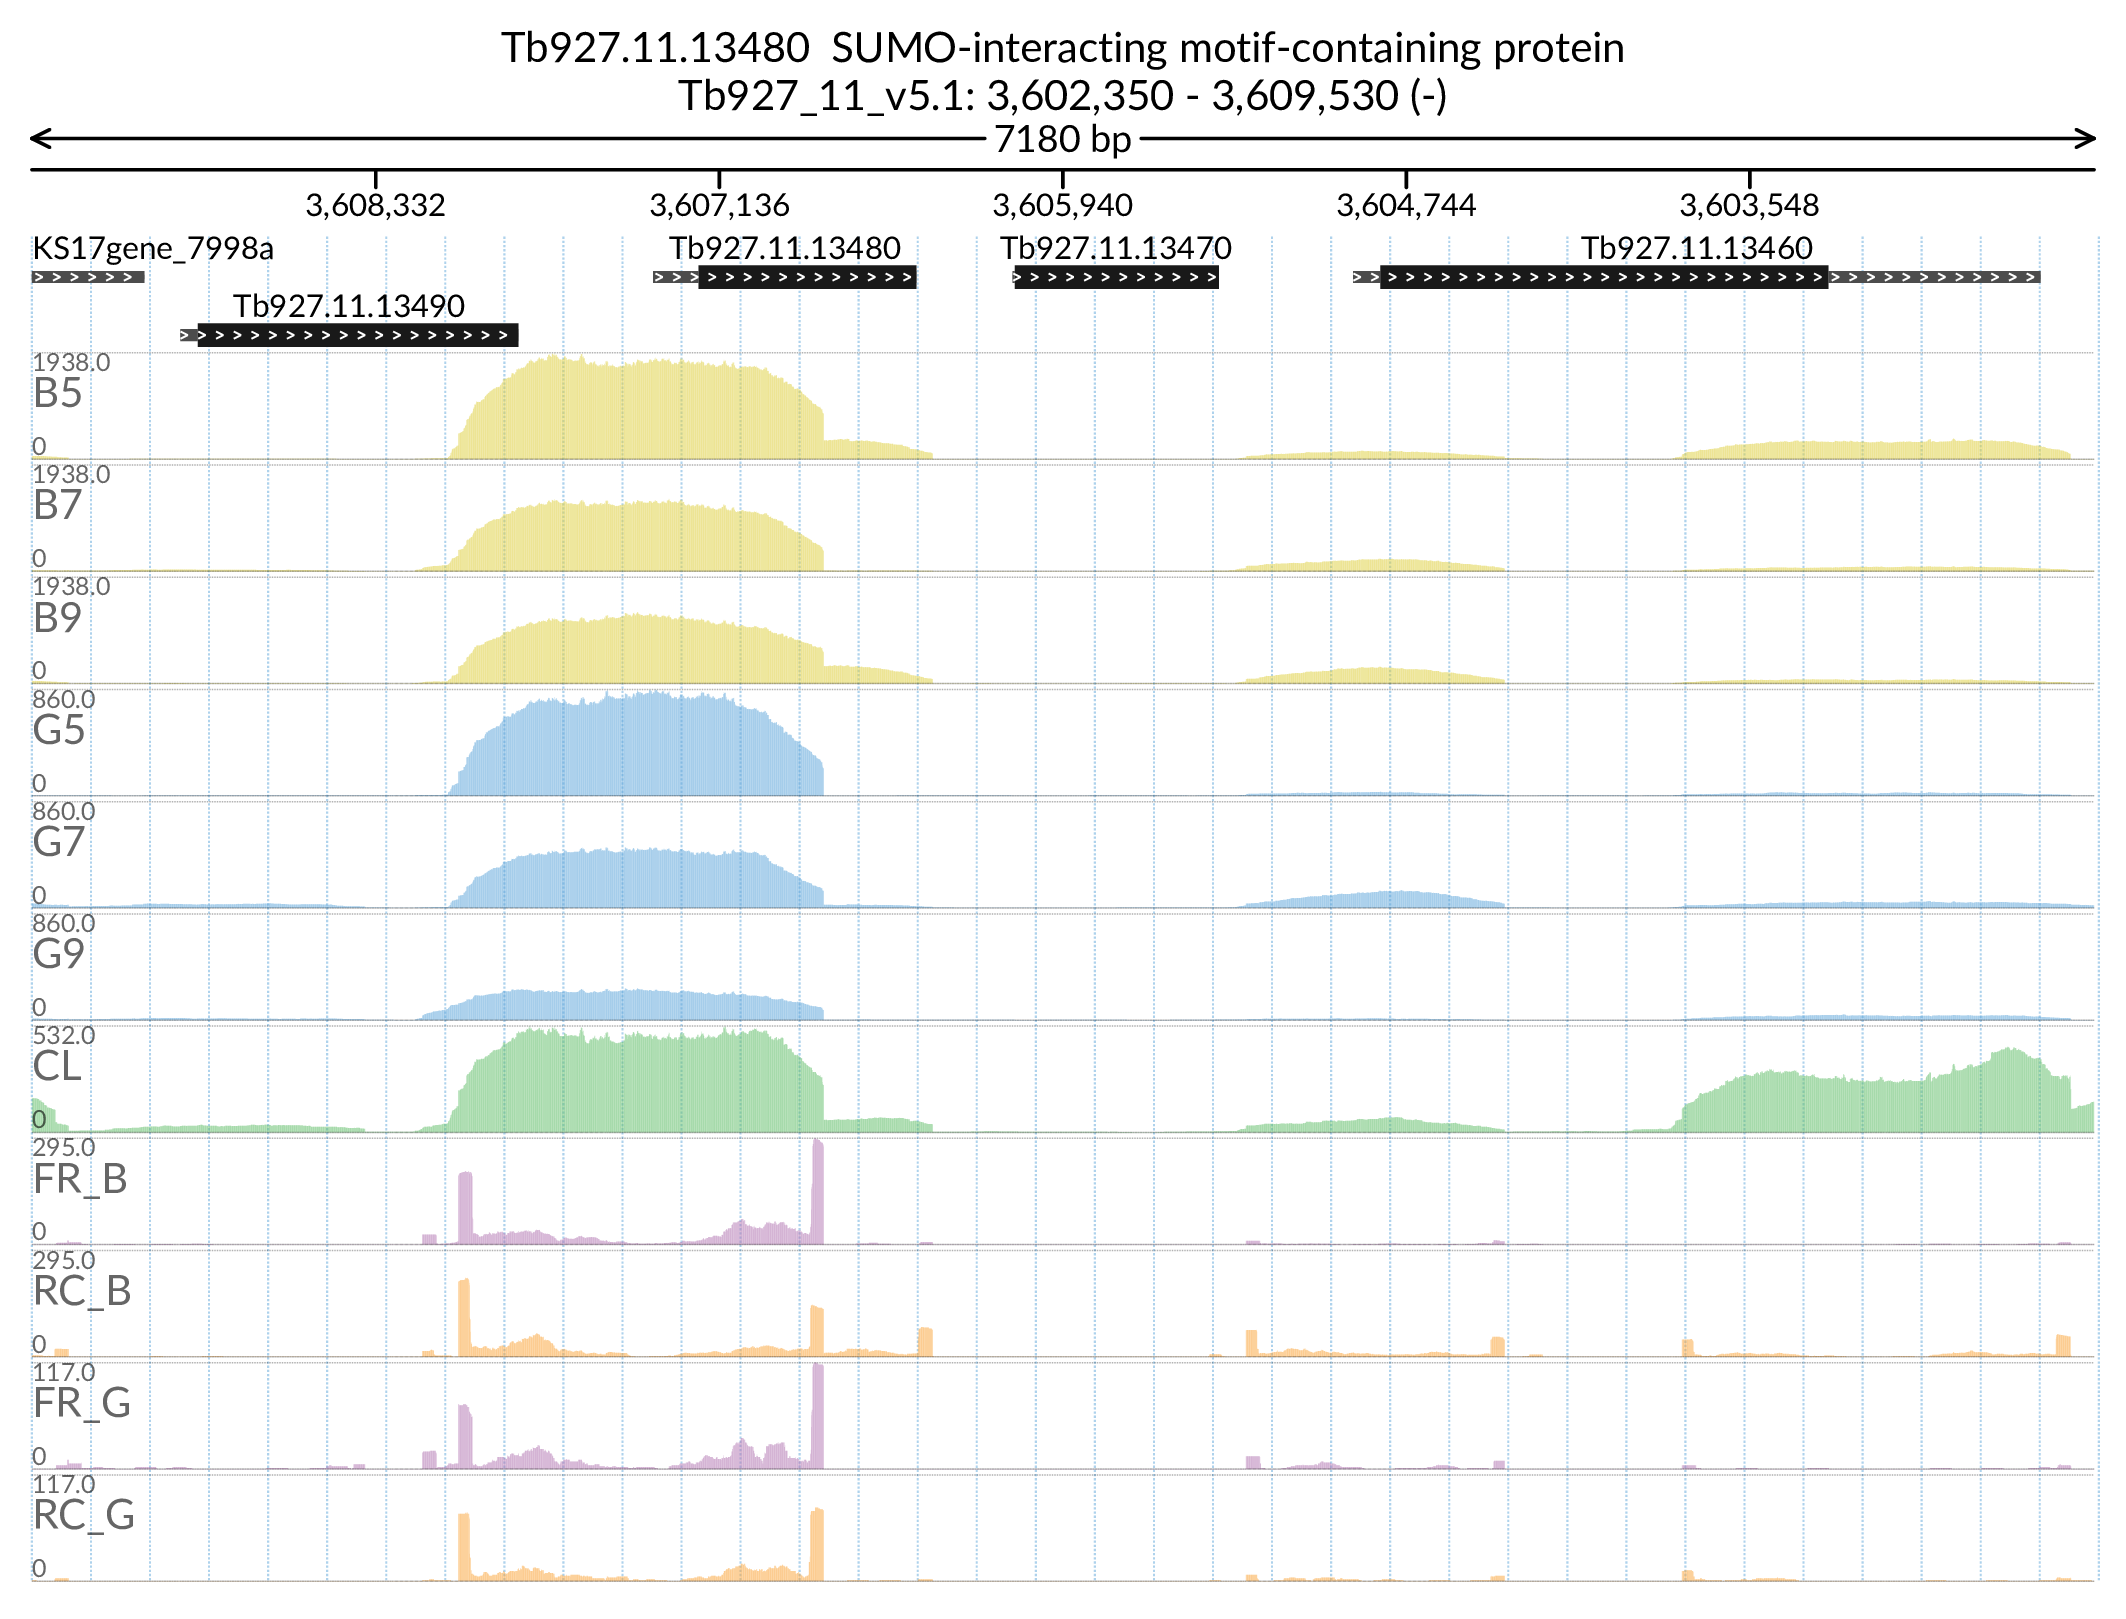 Tb927.11.13480 SUMO-interacting motif-containing protein
Tb927_11_v5.1: 3,602,350 - 3,609,530 (-)
7180 bp
3,608,332 3,607,136 3,605,940 3,604,744 3,603,548
KS17gene_7998a Tb927.11.13480 Tb927.11.13470 Tb927.11.13460
Tb927.11.13490
1938.0
B5
0
1938.0
B7
0
1938.0
B9
0
860.0
G5
0
860.0
G7
0
860.0
G9
0
532.0
CL
0
295.0
FR_B
0
295.0
RC_B
0
117.0
FR_G
0
117.0
RC_G
0